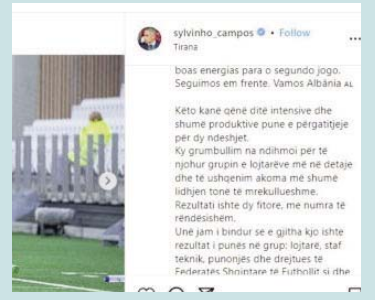 sylvinho_campos • Follow
Tirana
boas energias para o segundo jogo.
Seguimos em frente. Vamos Albânia AL
Këto kanë qënë ditë intensive dhe
shumë produktive pune e përgatitjeje
për dy ndeshjet.
Ky grumbullim na ndihmoi për të
njohur grupin e lojtarëve më në detaje
dhe të ushqenim akoma më shumë
lidhjen tonë të mrekullueshme.
Rezultati ishte dy fitore, me numra të
rëndësishëm.
Unë jam i bindur se e gjitha kjo ishte
rezultat i punës në grup: lojtarë, staf
teknik, punonjës dhe drejtues të
Federatës Shqiptare të Futbollit si dhe